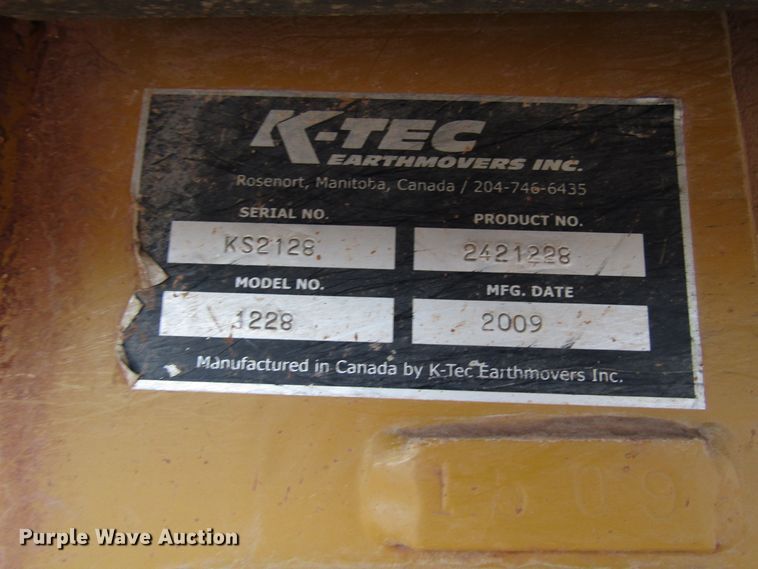 K-TEC
EARTHMOVERS INC.
Rosenort, Manitoba, Canada / 204-746-6435
SERIAL NO. PRODUCT NO.
KS2128 2421228
MODEL NO. MFG. DATE
1228 2009
Manufactured in Canada by K-Tec Earthmovers Inc.
Purple Wave Auction